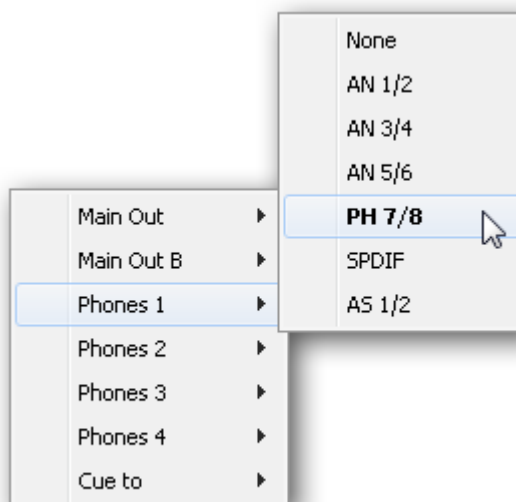 None
AN 1/2
AN 3/4
AN 5/6
PH 7/8
SPDIF
AS 1/2
Main Out
Main Out B
Phones 1
Phones 2
Phones 3
Phones 4
Cue to